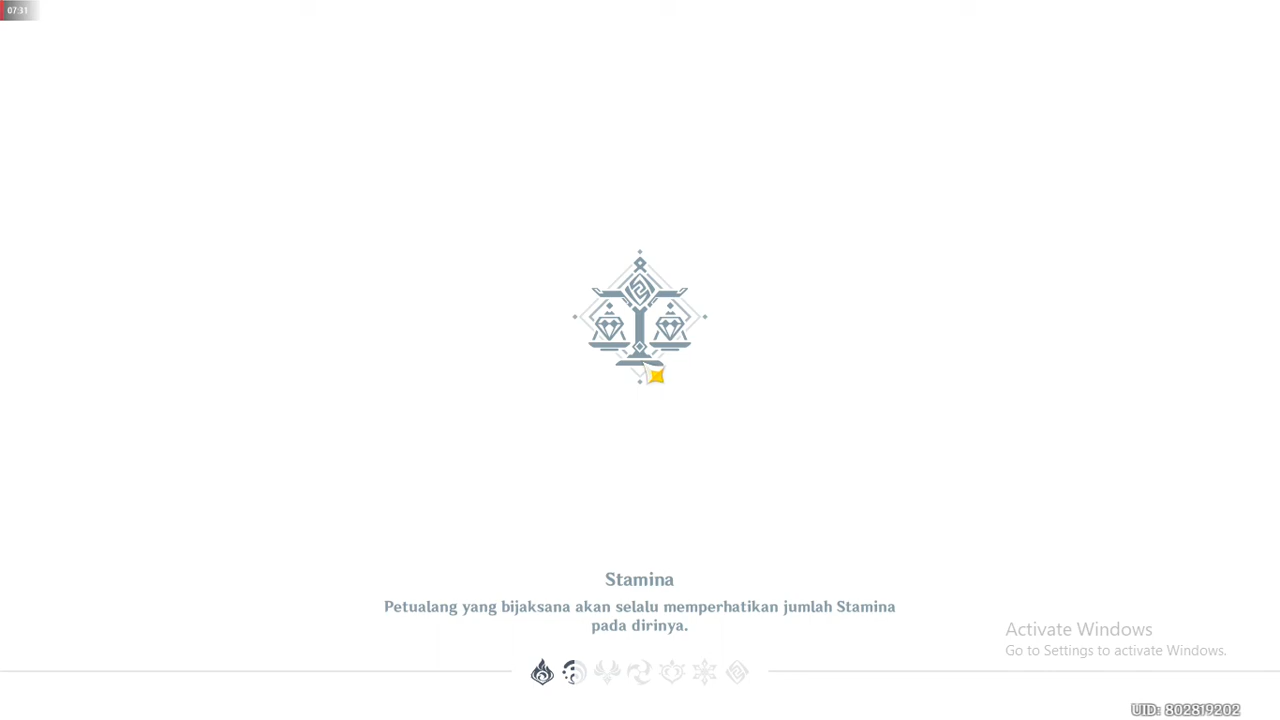 07:31
Stamina
Petualang yang bijaksana akan selalu memperhatikan jumlah Stamina
pada dirinya.
Activate Windows
Go to Settings to activate Windows.
UID: 802819202